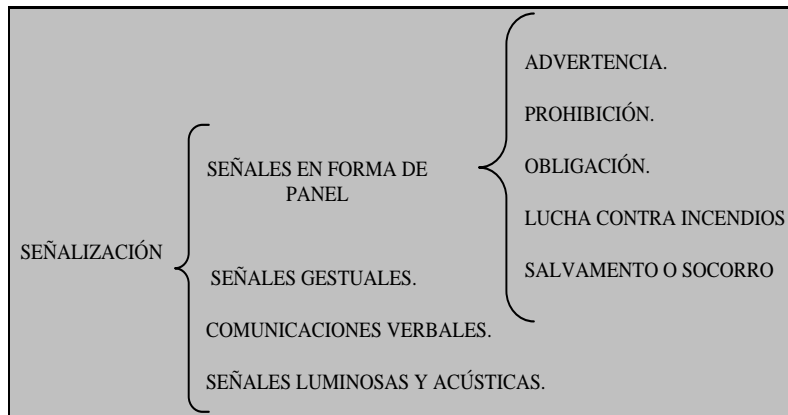 SEÑALIZACIÓN
SEÑALES EN FORMA DE
PANEL
ADVERTENCIA.
PROHIBICIÓN.
OBLIGACIÓN.
LUCHA CONTRA INCENDIOS
SALVAMENTO O SOCORRO
SEÑALES GESTUALES.
COMUNICACIONES VERBALES.
SEÑALES LUMINOSAS Y ACÚSTICAS.